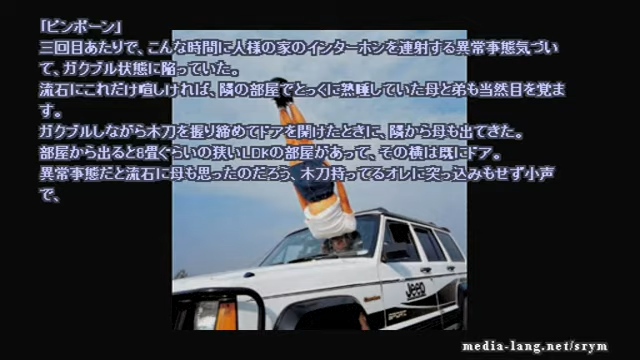 「ピンポーン」
三回目あたりで、こんな時間に人様の家のインターホンを連射する異常事態気づい
て、ガクブル状態に陥っていた。
流石にこれだけ喧しければ、隣の部屋でとっくに熟睡していた母と弟も当然目を覚ま
す。
ガクブルしながら木刀を握り締めてドアを開けたときに、隣から母も出てきた。
部屋から出ると8畳ぐらいの狭いLDKの部屋があって、その横は既にドア。
異常事態だと流石に母も思ったのだろう、木刀持ってるオレに突っ込みもせず小声
で、
Jeep
SPORT
media-lang.net/srym